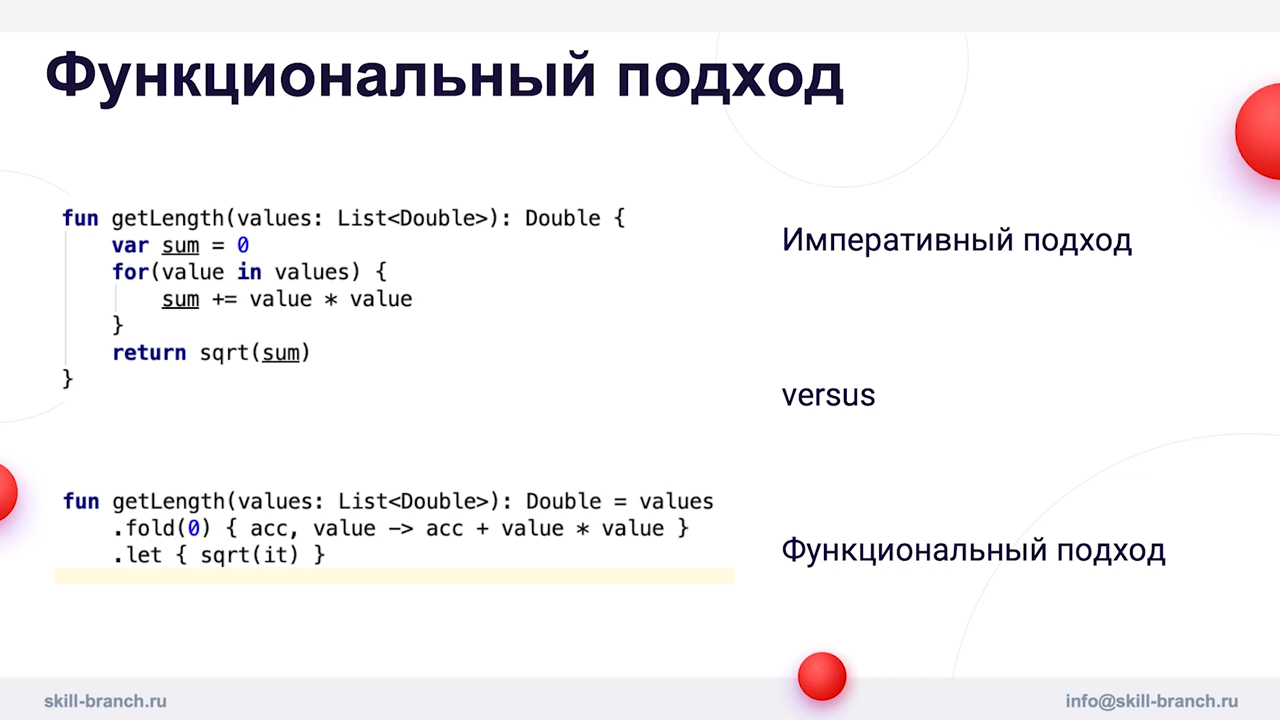 Функциональный подход
fun getLength(values: List<Double>): Double {
    var sum = 0
    for(value in values) {
        sum += value * value
    }
    return sqrt(sum)
}
Императивный подход
versus
fun getLength(values: List<Double>): Double = values
    .fold(0) { acc, value -> acc + value * value }
    .let { sqrt(it) }
Функциональный подход
skill-branch.ru
info@skill-branch.ru